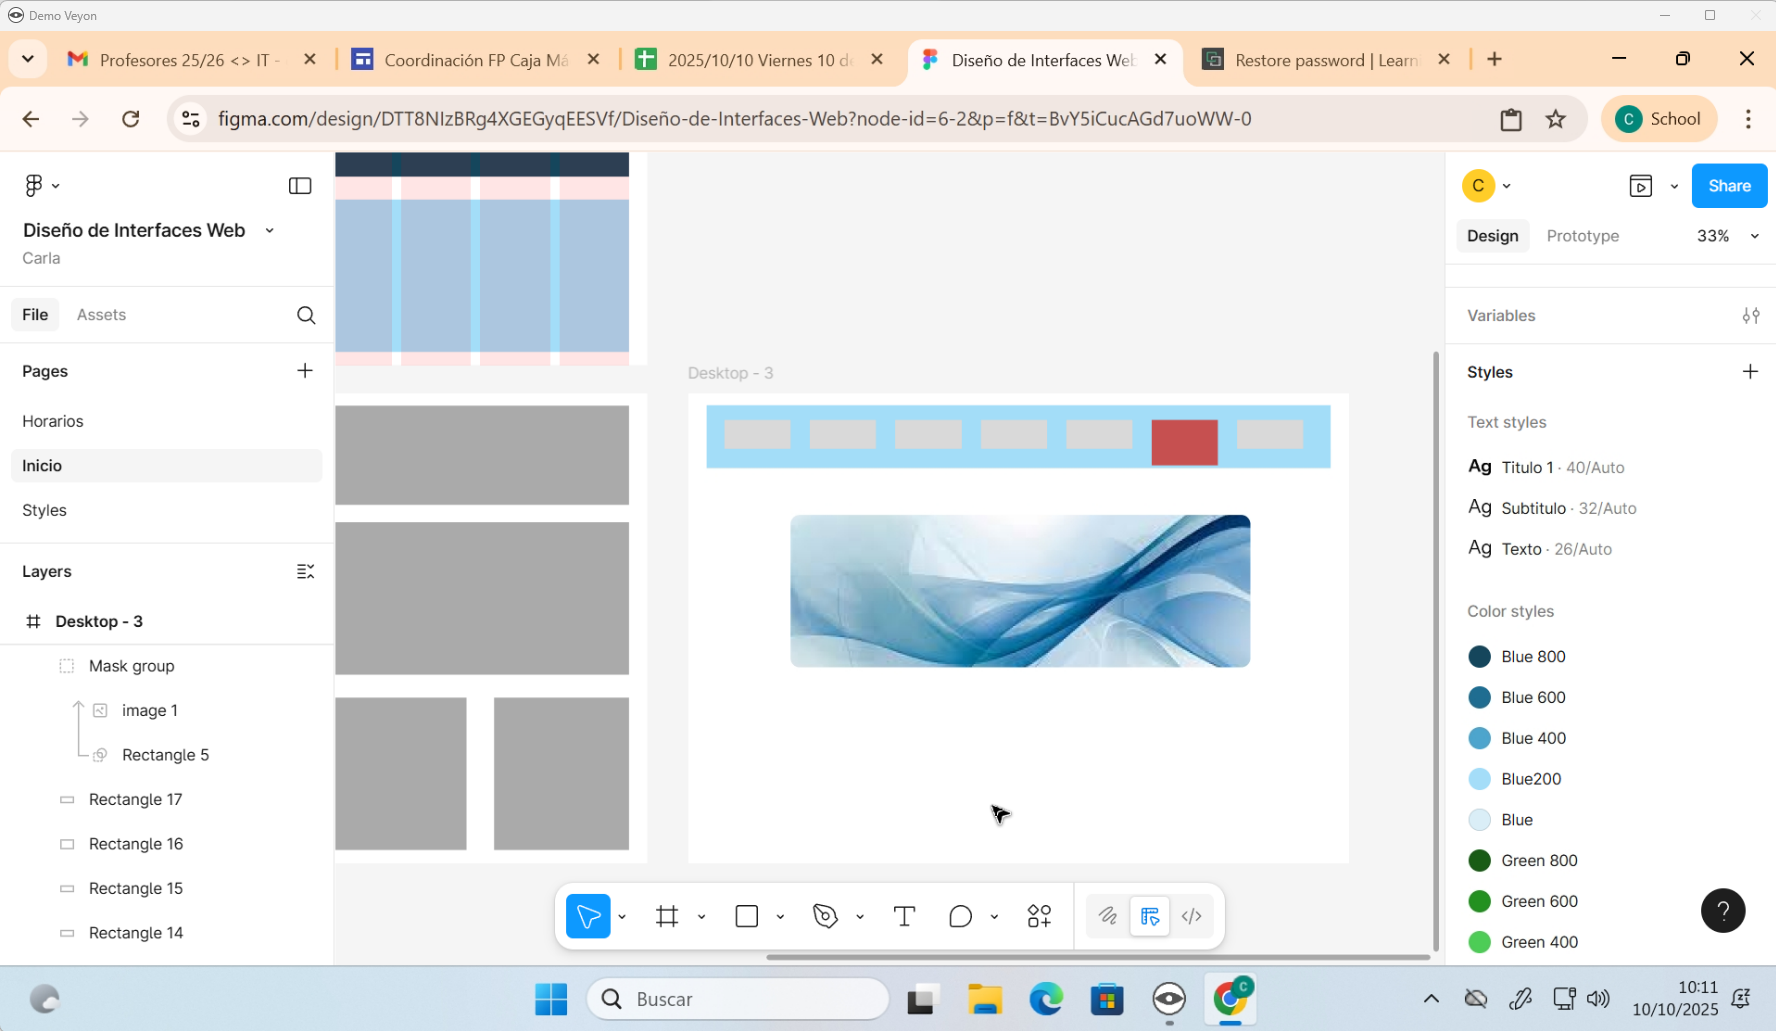 Demo Veyon
Profesores 25/26 <> IT -
Coordinación FP Caja Má
2025/10/10 Viernes 10 de
Diseño de Interfaces Web
Restore password | Learn
figma.com/design/DTT8NIzBRg4XGEGyqEESVf/Diseño-de-Interfaces-Web?node-id=6-2&p=f&t=BvY5iCucAGd7uoWW-0
C School
Diseño de Interfaces Web
Carla
File Assets
Pages
Horarios
Inicio
Styles
Layers
Desktop - 3
Mask group
image 1
Rectangle 5
Rectangle 17
Rectangle 16
Rectangle 15
Rectangle 14
Desktop - 3
C
Share
Design Prototype 33%
Variables
Styles
Text styles
Ag Titulo 1 · 40/Auto
Ag Subtitulo · 32/Auto
Ag Texto · 26/Auto
Color styles
Blue 800
Blue 600
Blue 400
Blue200
Blue
Green 800
Green 600
Green 400
?
Buscar
C
10:11
10/10/2025